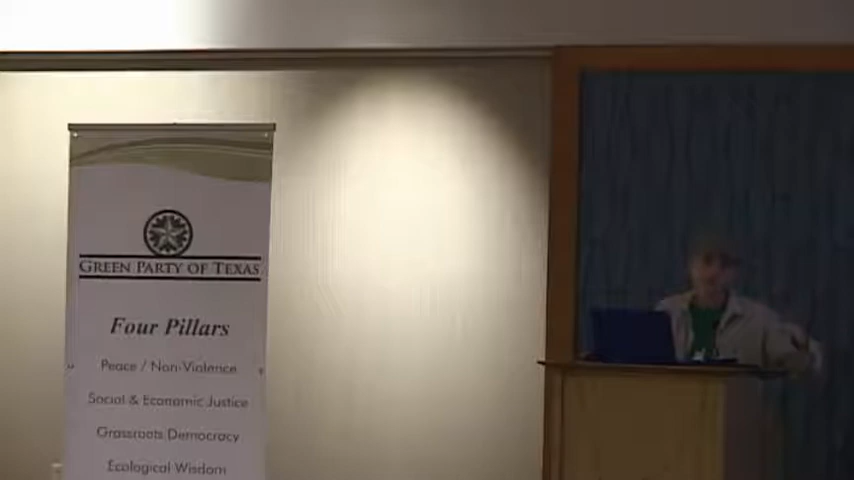 GREEN PARTY OF TEXAS
Four Pillars
Peace / Non-Violence
Social & Economic Justice
Grassroots Democracy
Ecological Wisdom